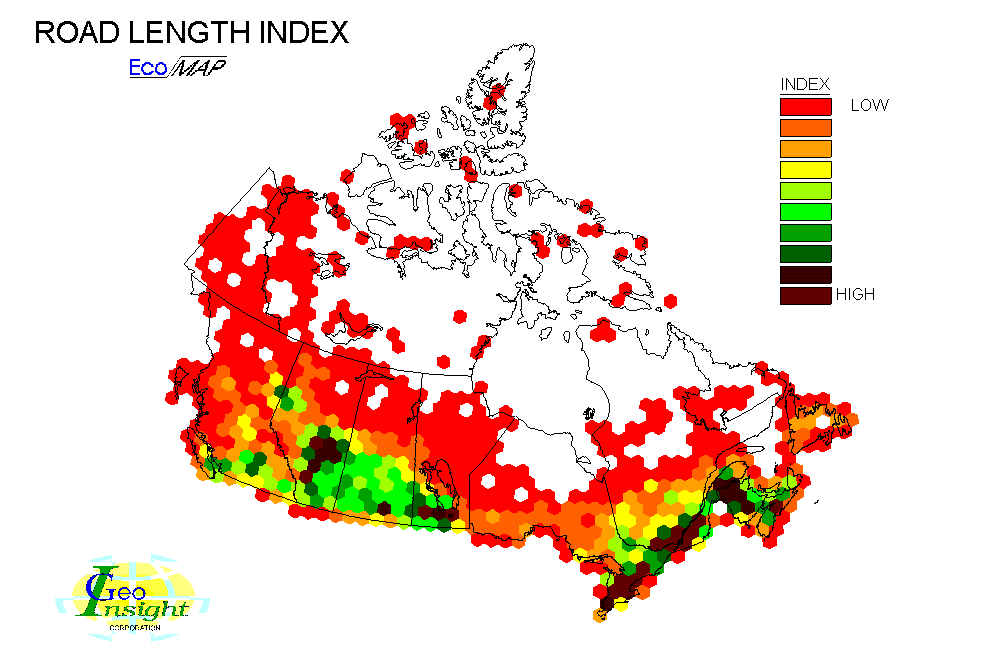 ROAD LENGTH INDEX
Eco/MAP
INDEX
LOW
HIGH
Geo
Insight
CORPORATION